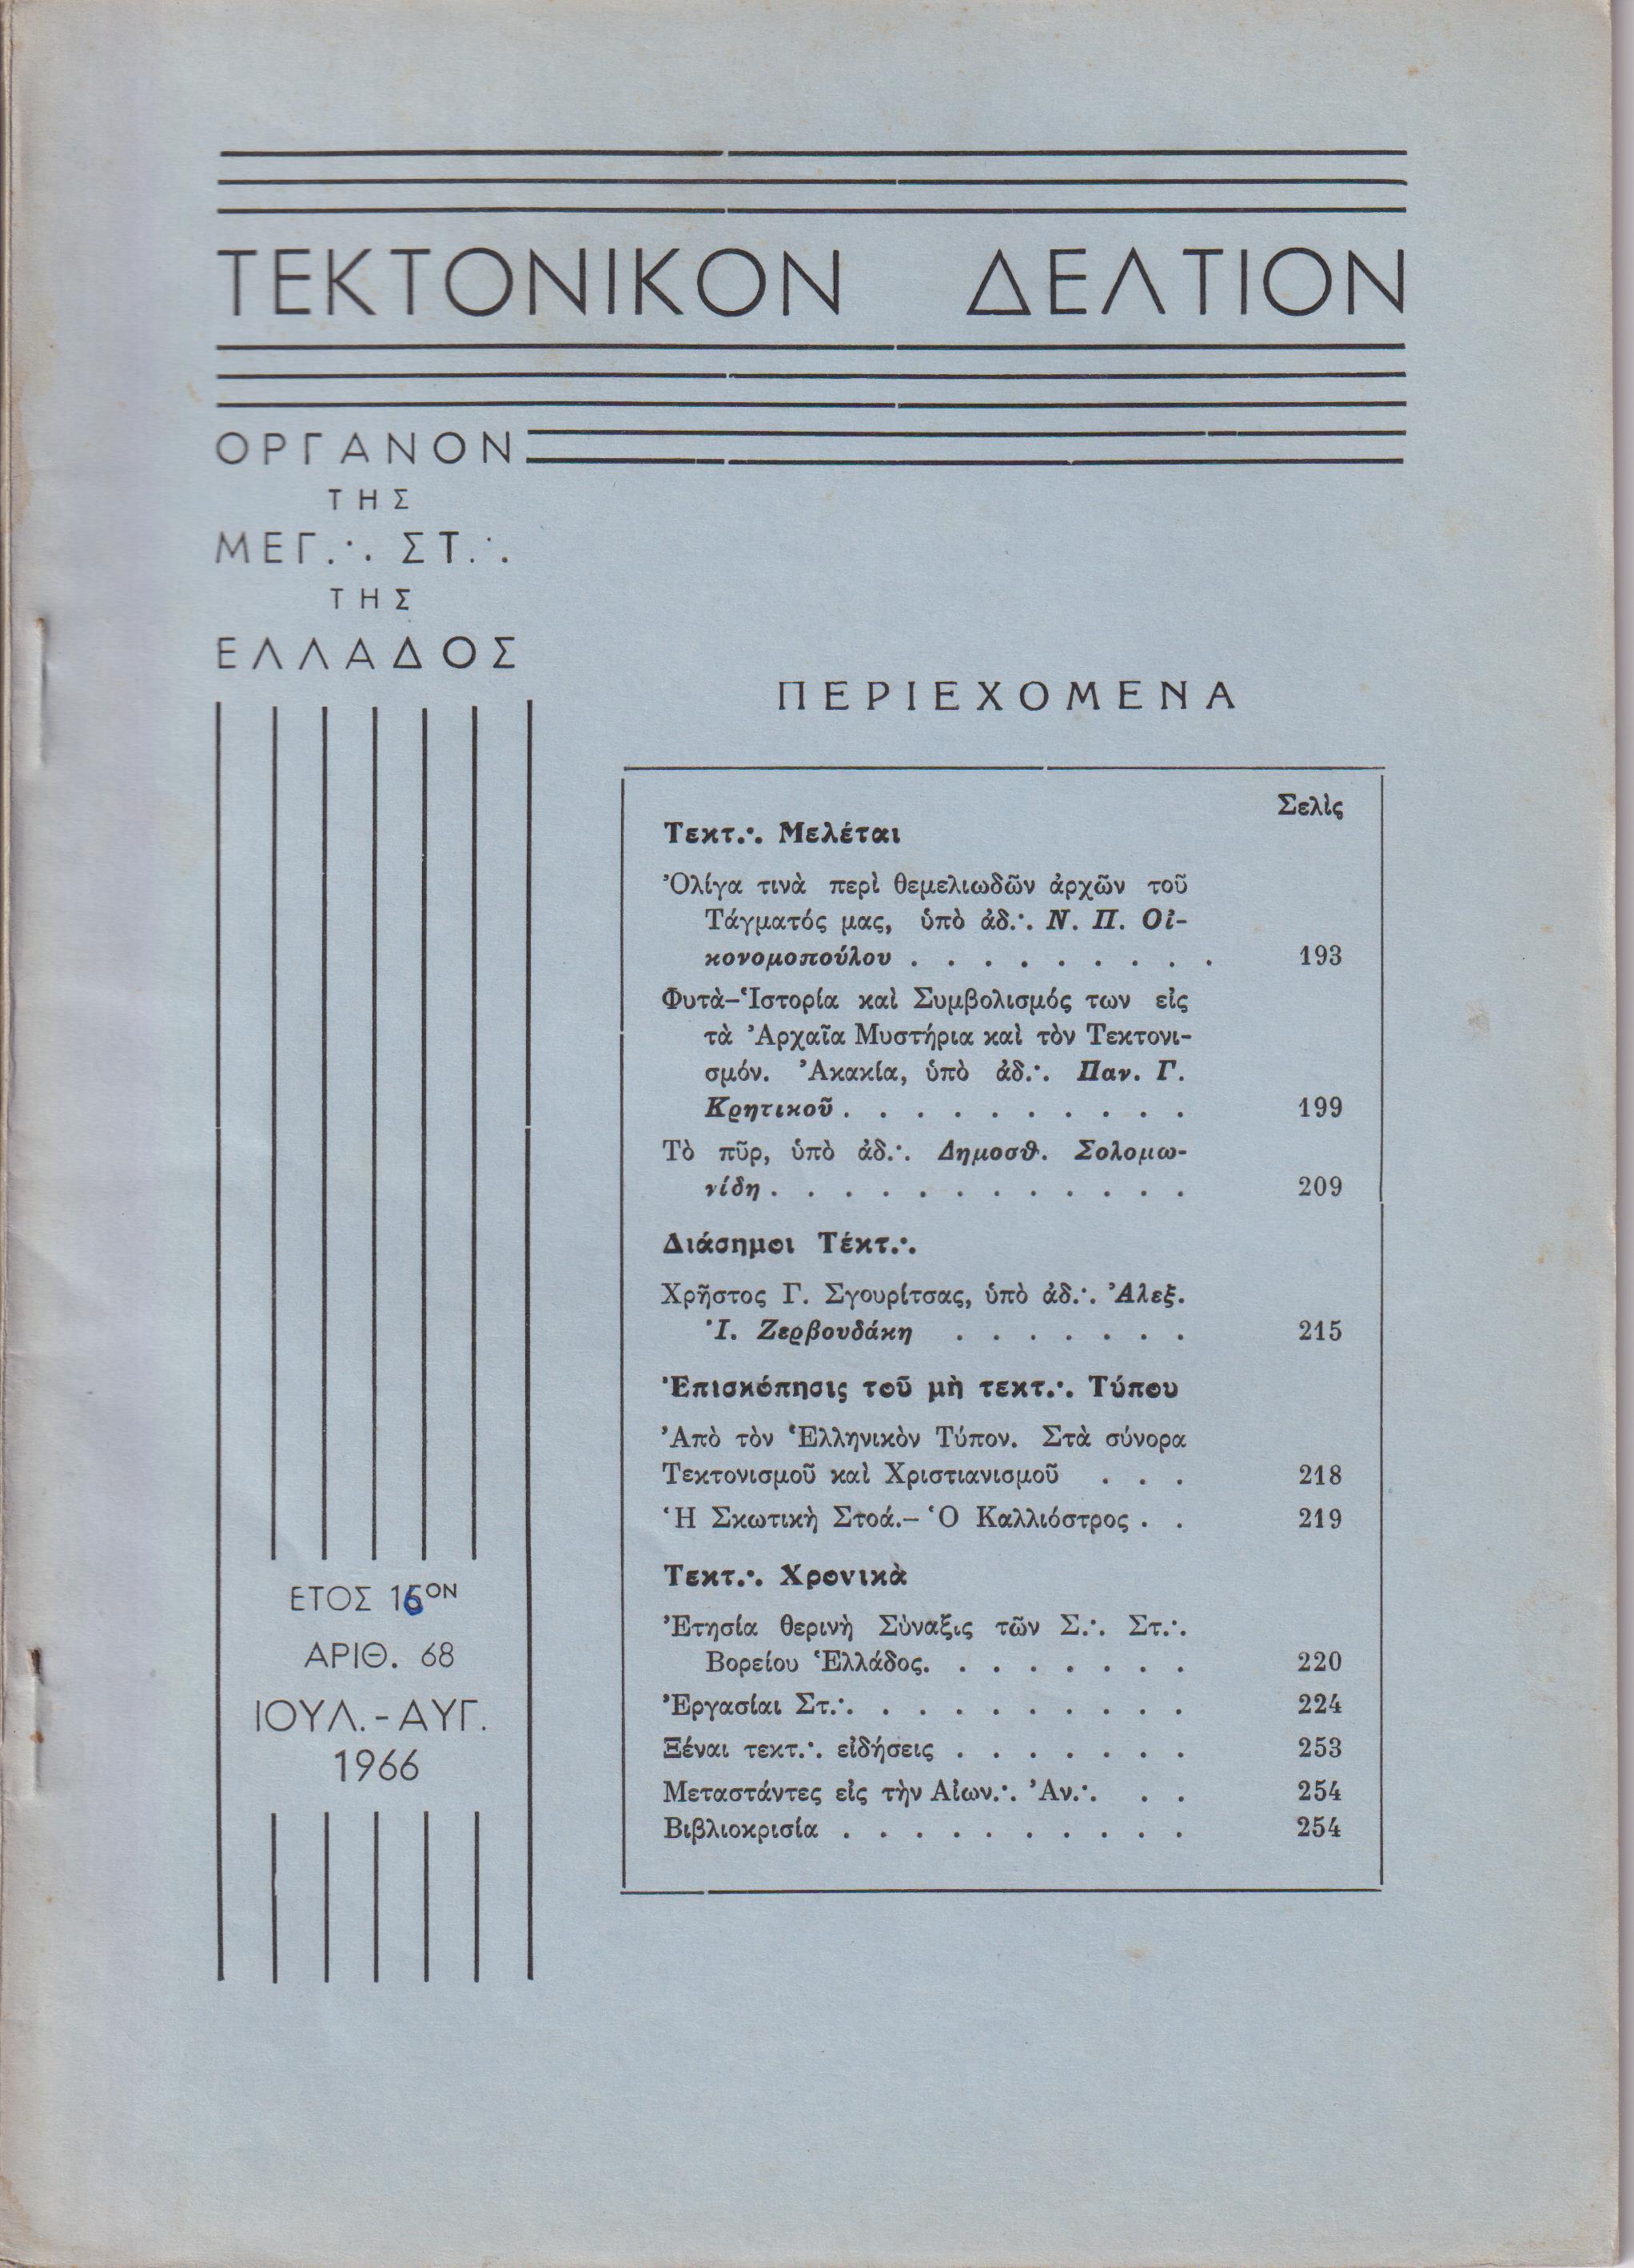 ΤΕΚΤΟΝΙΚΟΝ ΔΕΛΤΙΟΝ
ΟΡΓΑΝΟΝ
ΤΗΣ
ΜΕΓ.·. ΣΤ.·.
ΤΗΣ
ΕΛΛΑΔΟΣ
ΠΕΡΙΕΧΟΜΕΝΑ
Σελὶς
Τεκτ.·. Μελέται
Ὀλίγα τινὰ περὶ θεμελιωδῶν ἀρχῶν τοῦ
Τάγματός μας, ὑπὸ ἀδ.·. Ν. Π. Οἰ-
κονομοπούλου . . . . . . . . . 193
Φυτὰ-Ἱστορία καὶ Συμβολισμός των εἰς
τὰ Ἀρχαῖα Μυστήρια καὶ τὸν Τεκτονι-
σμόν. Ἀκακία, ὑπὸ ἀδ.·. Παν. Γ.
Κρητικοῦ . . . . . . . . . . 199
Τὸ πῦρ, ὑπὸ ἀδ.·. Δημοσθ. Σολομω-
νίδη . . . . . . . . . . . . 209
Διάσημοι Τέκτ.·.
Χρῆστος Γ. Σγουρίτσας, ὑπὸ ἀδ.·. Ἀλεξ.
Ἰ. Ζερβουδάκη . . . . . . . 215
Ἐπισκόπησις τοῦ μὴ τεκτ.·. Τύπου
Ἀπὸ τὸν Ἑλληνικὸν Τύπον. Στὰ σύνορα
Τεκτονισμοῦ καὶ Χριστιανισμοῦ . . . 218
Ἡ Σκωτικὴ Στοά.– Ὁ Καλλιόστρος . . 219
Τεκτ.·. Χρονικὰ
Ἐτησία θερινὴ Σύναξις τῶν Σ.·. Στ.·.
Βορείου Ἑλλάδος. . . . . . . . 220
Ἐργασίαι Στ.·. . . . . . . . . . 224
Ξέναι τεκτ.·. εἰδήσεις . . . . . . . 253
Μεταστάντες εἰς τὴν Αἰων.·. Ἀν.·. . . 254
Βιβλιοκρισία . . . . . . . . . . 254
ΕΤΟΣ 16ΟΝ
ΑΡΙΘ. 68
ΙΟΥΛ.-ΑΥΓ.
1966